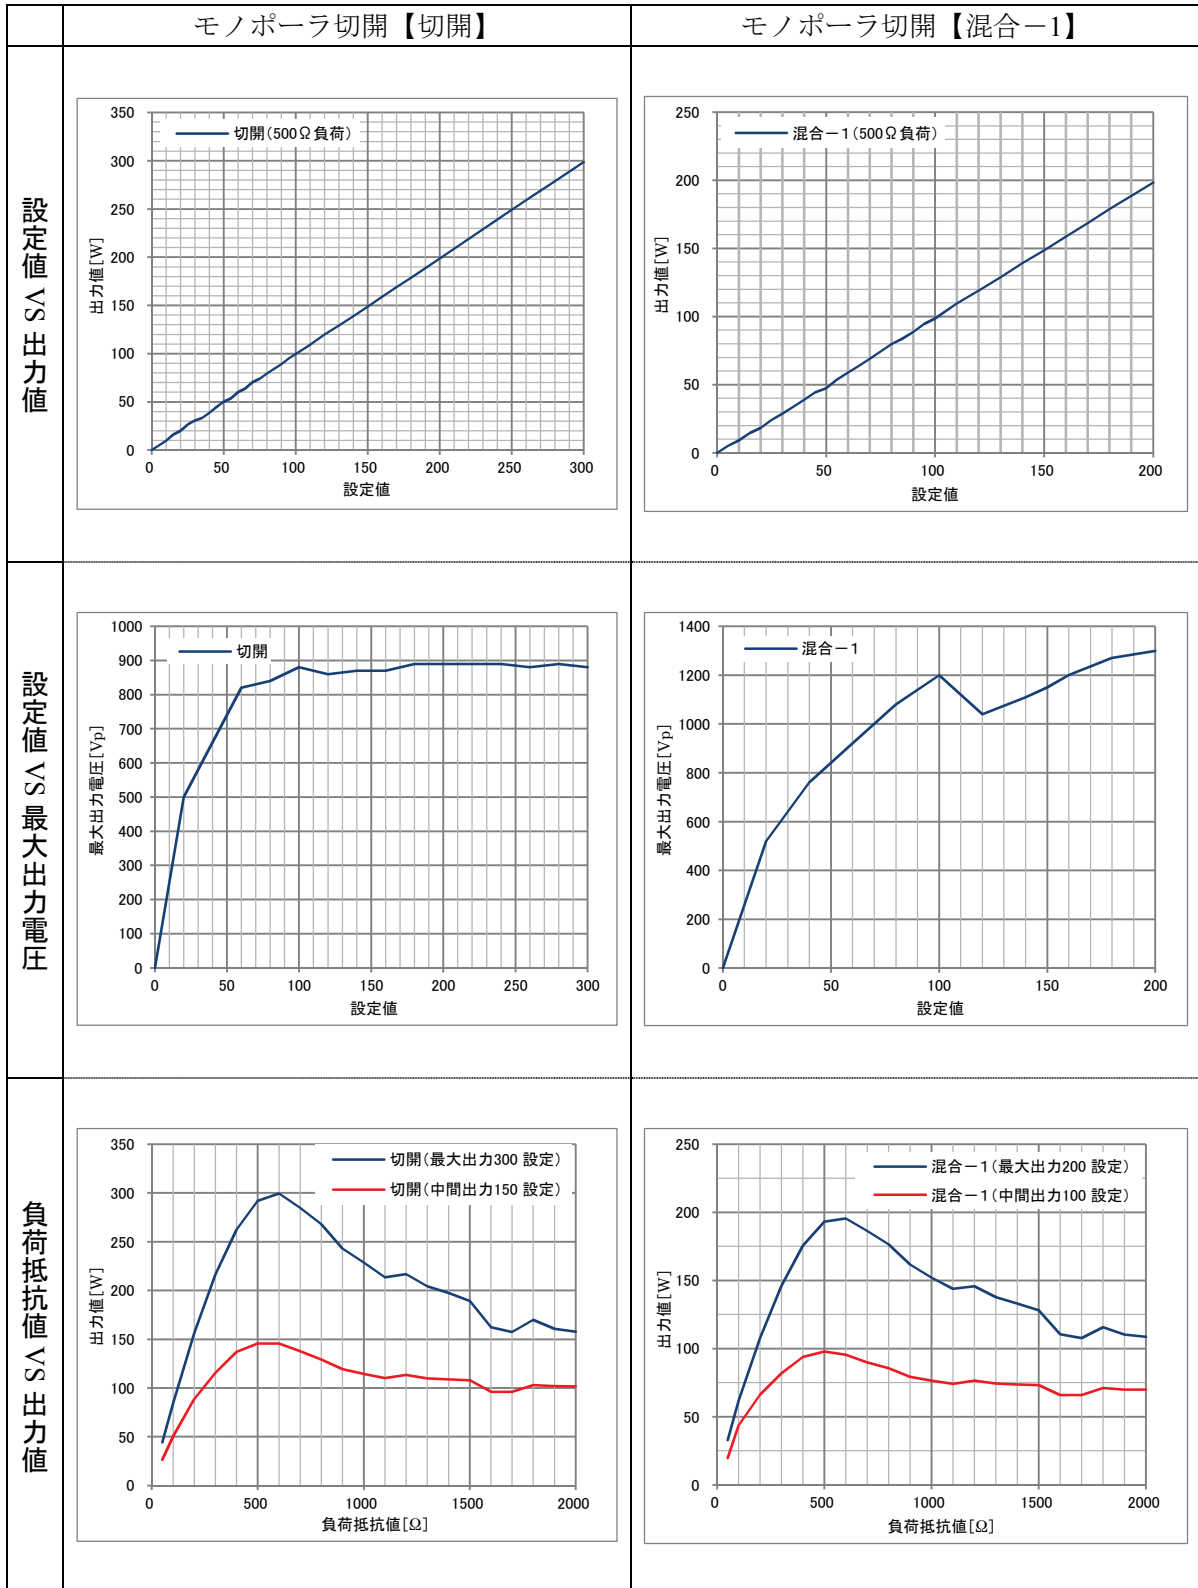 モノポーラ切開【切開】
モノポーラ切開【混合－1】
設定値 VS 出力値
350
300
250
200
150
100
50
0
出力値[W]
切開(500Ω負荷)
0 50 100 150 200 250 300
設定値
250
200
150
100
50
0
出力値[W]
混合－1(500Ω負荷)
0 50 100 150 200
設定値
設定値 VS 最大出力電圧
1000
900
800
700
600
500
400
300
200
100
0
最大出力電圧[Vp]
切開
0 50 100 150 200 250 300
設定値
1400
1200
1000
800
600
400
200
0
最大出力電圧[Vp]
混合－1
0 50 100 150 200
設定値
負荷抵抗値 VS 出力値
350
300
250
200
150
100
50
0
出力値[W]
切開(最大出力300 設定)
切開(中間出力150 設定)
0 500 1000 1500 2000
負荷抵抗値[Ω]
250
200
150
100
50
0
出力値[W]
混合－1(最大出力200 設定)
混合－1(中間出力100 設定)
0 500 1000 1500 2000
負荷抵抗値[Ω]